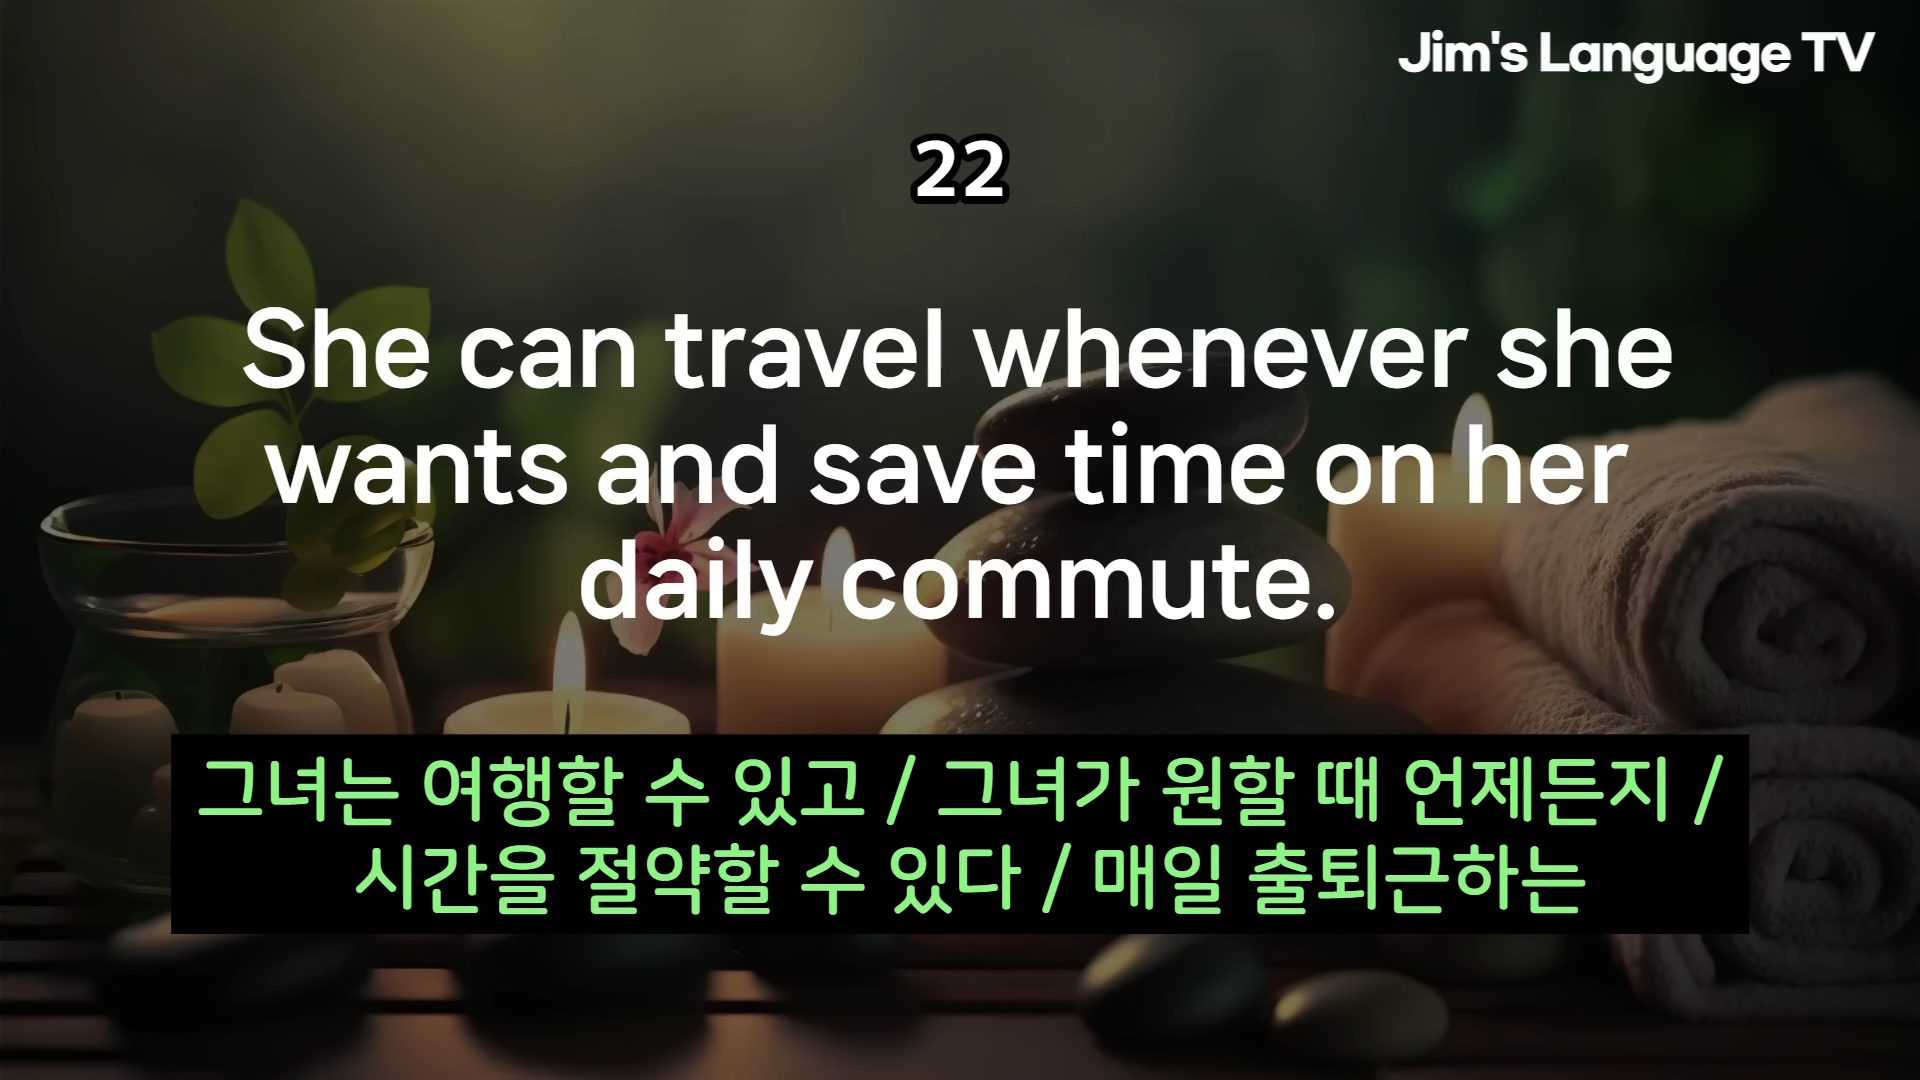 Jim's Language TV
22
She can travel whenever she
wants and save time on her
daily commute.
그녀는 여행할 수 있고 / 그녀가 원할 때 언제든지 /
시간을 절약할 수 있다 / 매일 출퇴근하는